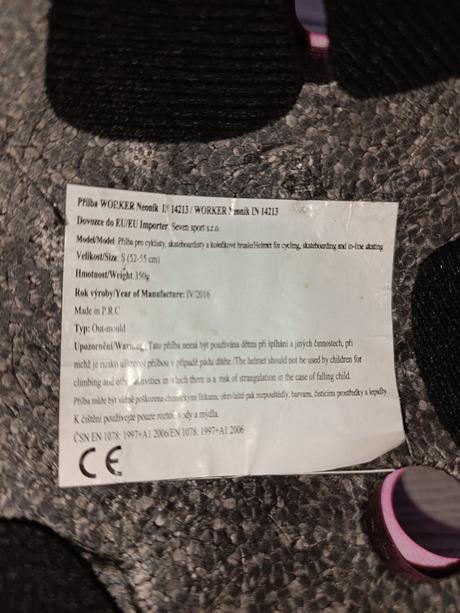 Přilba WORKER Neonik IN 14213 / WORKER Neonik IN 14213
Dovozce do EU/EU Importer: Seven sport s.r.o.
Model/Model: Přilba pro cyklisty, skateboardisty a kolečkové brusle/Helmet for cycling, skateboarding and in-line skating
Velikost/Size: S (52-55 cm)
Hmotnost/Weight: 350g
Rok výroby/Year of Manufacture: IV/2016
Made in P.R.C
Typ: Out-mould
Upozornění/Warning: Tato přilba nemá být používána dětmi při šplhání a jiných činnostech, při
nichž je riziko uškrcení přilbou v případě pádu dítěte./The helmet should not be used by children for
climbing and other activities in which there is a risk of strangulation in the case of falling child.
Přilba může být vážně poškozena chemickými látkami, obzvláště pak rozpouštědly, barvami, čisticími prostředky a lepidly.
K čištění používejte pouze roztok vody a mýdla.
ČSN EN 1078: 1997+A1 2006/EN 1078: 1997+A1 2006
CE